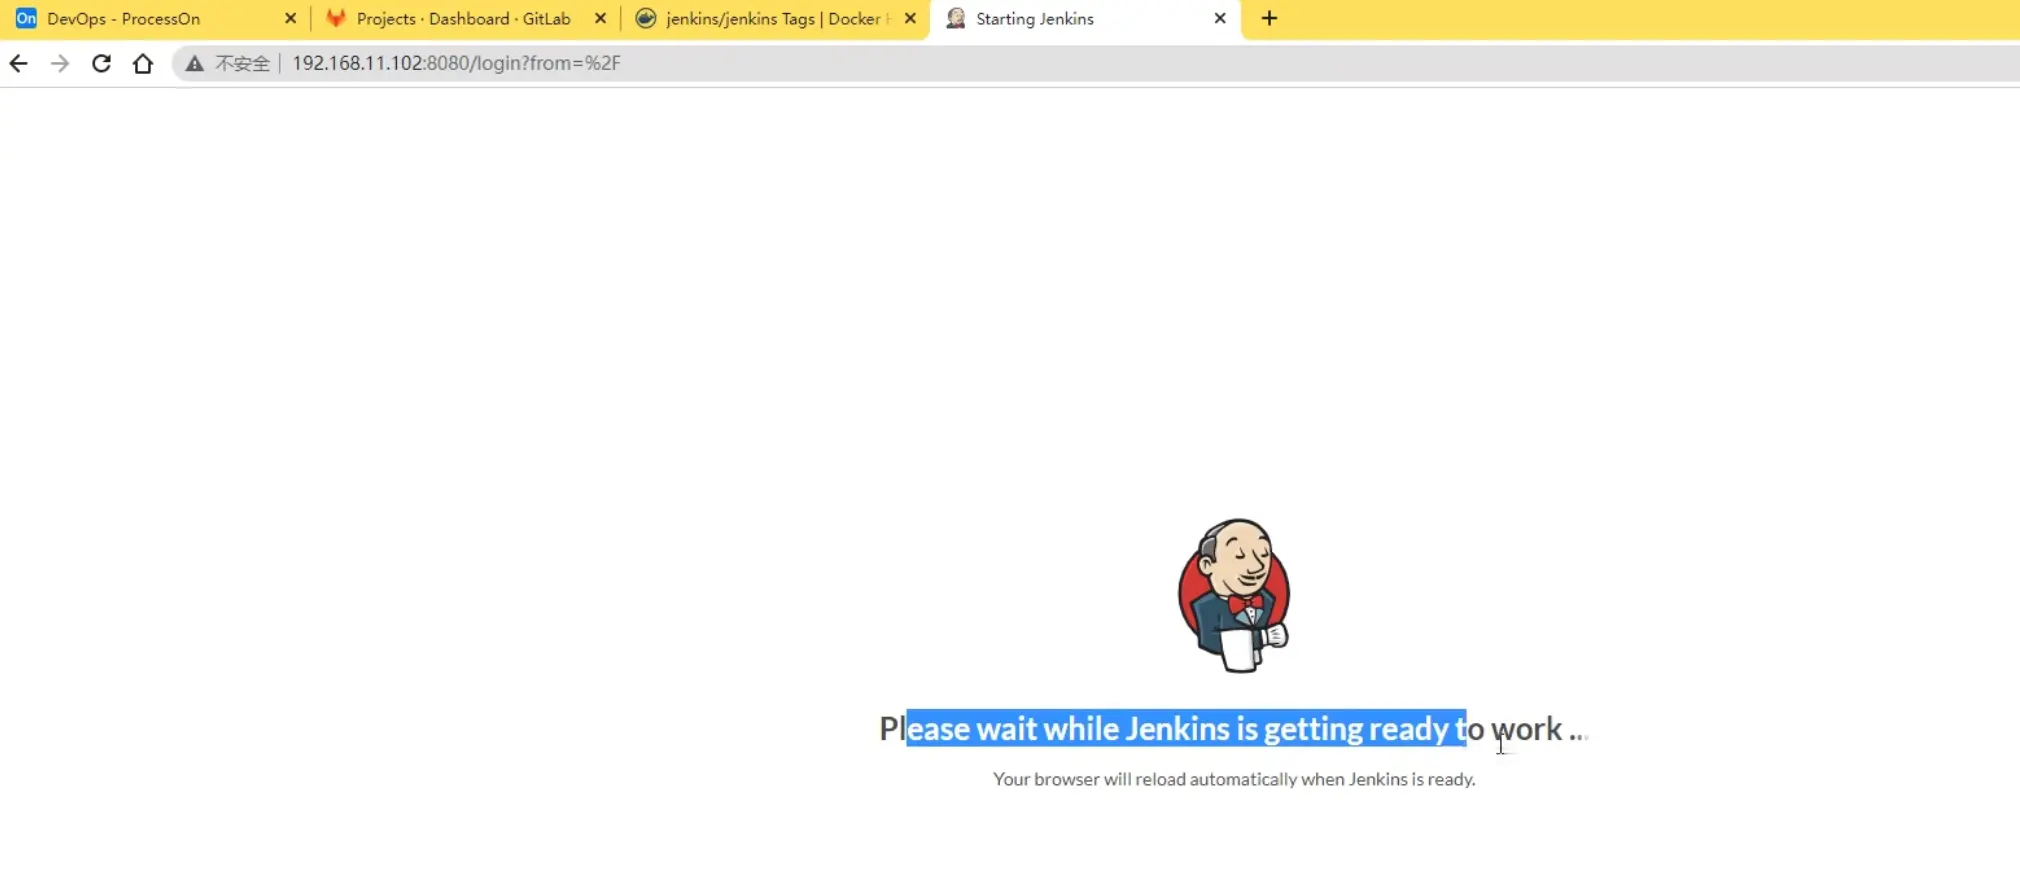 On DevOps - ProcessOn
Projects · Dashboard · GitLab
jenkins/jenkins Tags | Docker
Starting Jenkins
不安全 192.168.11.102:8080/login?from=%2F
Please wait while Jenkins is getting ready to work ...
Your browser will reload automatically when Jenkins is ready.